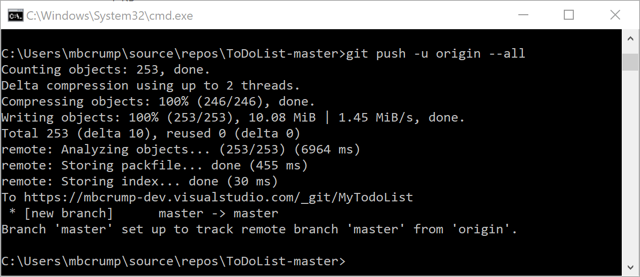 C:\Windows\System32\cmd.exe
C:\Users\mbcrump\source\repos\ToDoList-master>git push -u origin --all
Counting objects: 253, done.
Delta compression using up to 2 threads.
Compressing objects: 100% (246/246), done.
Writing objects: 100% (253/253), 10.08 MiB | 1.45 MiB/s, done.
Total 253 (delta 10), reused 0 (delta 0)
remote: Analyzing objects... (253/253) (6964 ms)
remote: Storing packfile... done (455 ms)
remote: Storing index... done (30 ms)
To https://mbcrump-dev.visualstudio.com/_git/MyTodoList
 * [new branch]      master -> master
Branch 'master' set up to track remote branch 'master' from 'origin'.
C:\Users\mbcrump\source\repos\ToDoList-master>